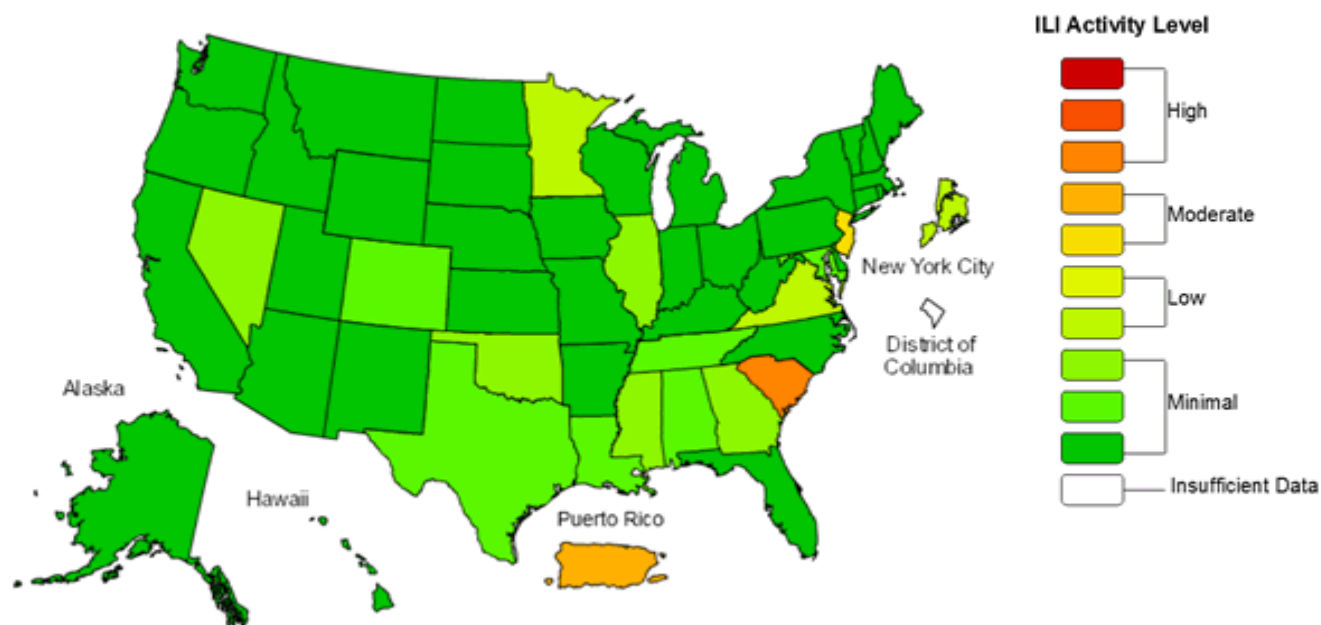 ILI Activity Level
High
Moderate
New York City
Low
District of
Columbia
Alaska
Minimal
Hawaii
Insufficient Data
Puerto Rico